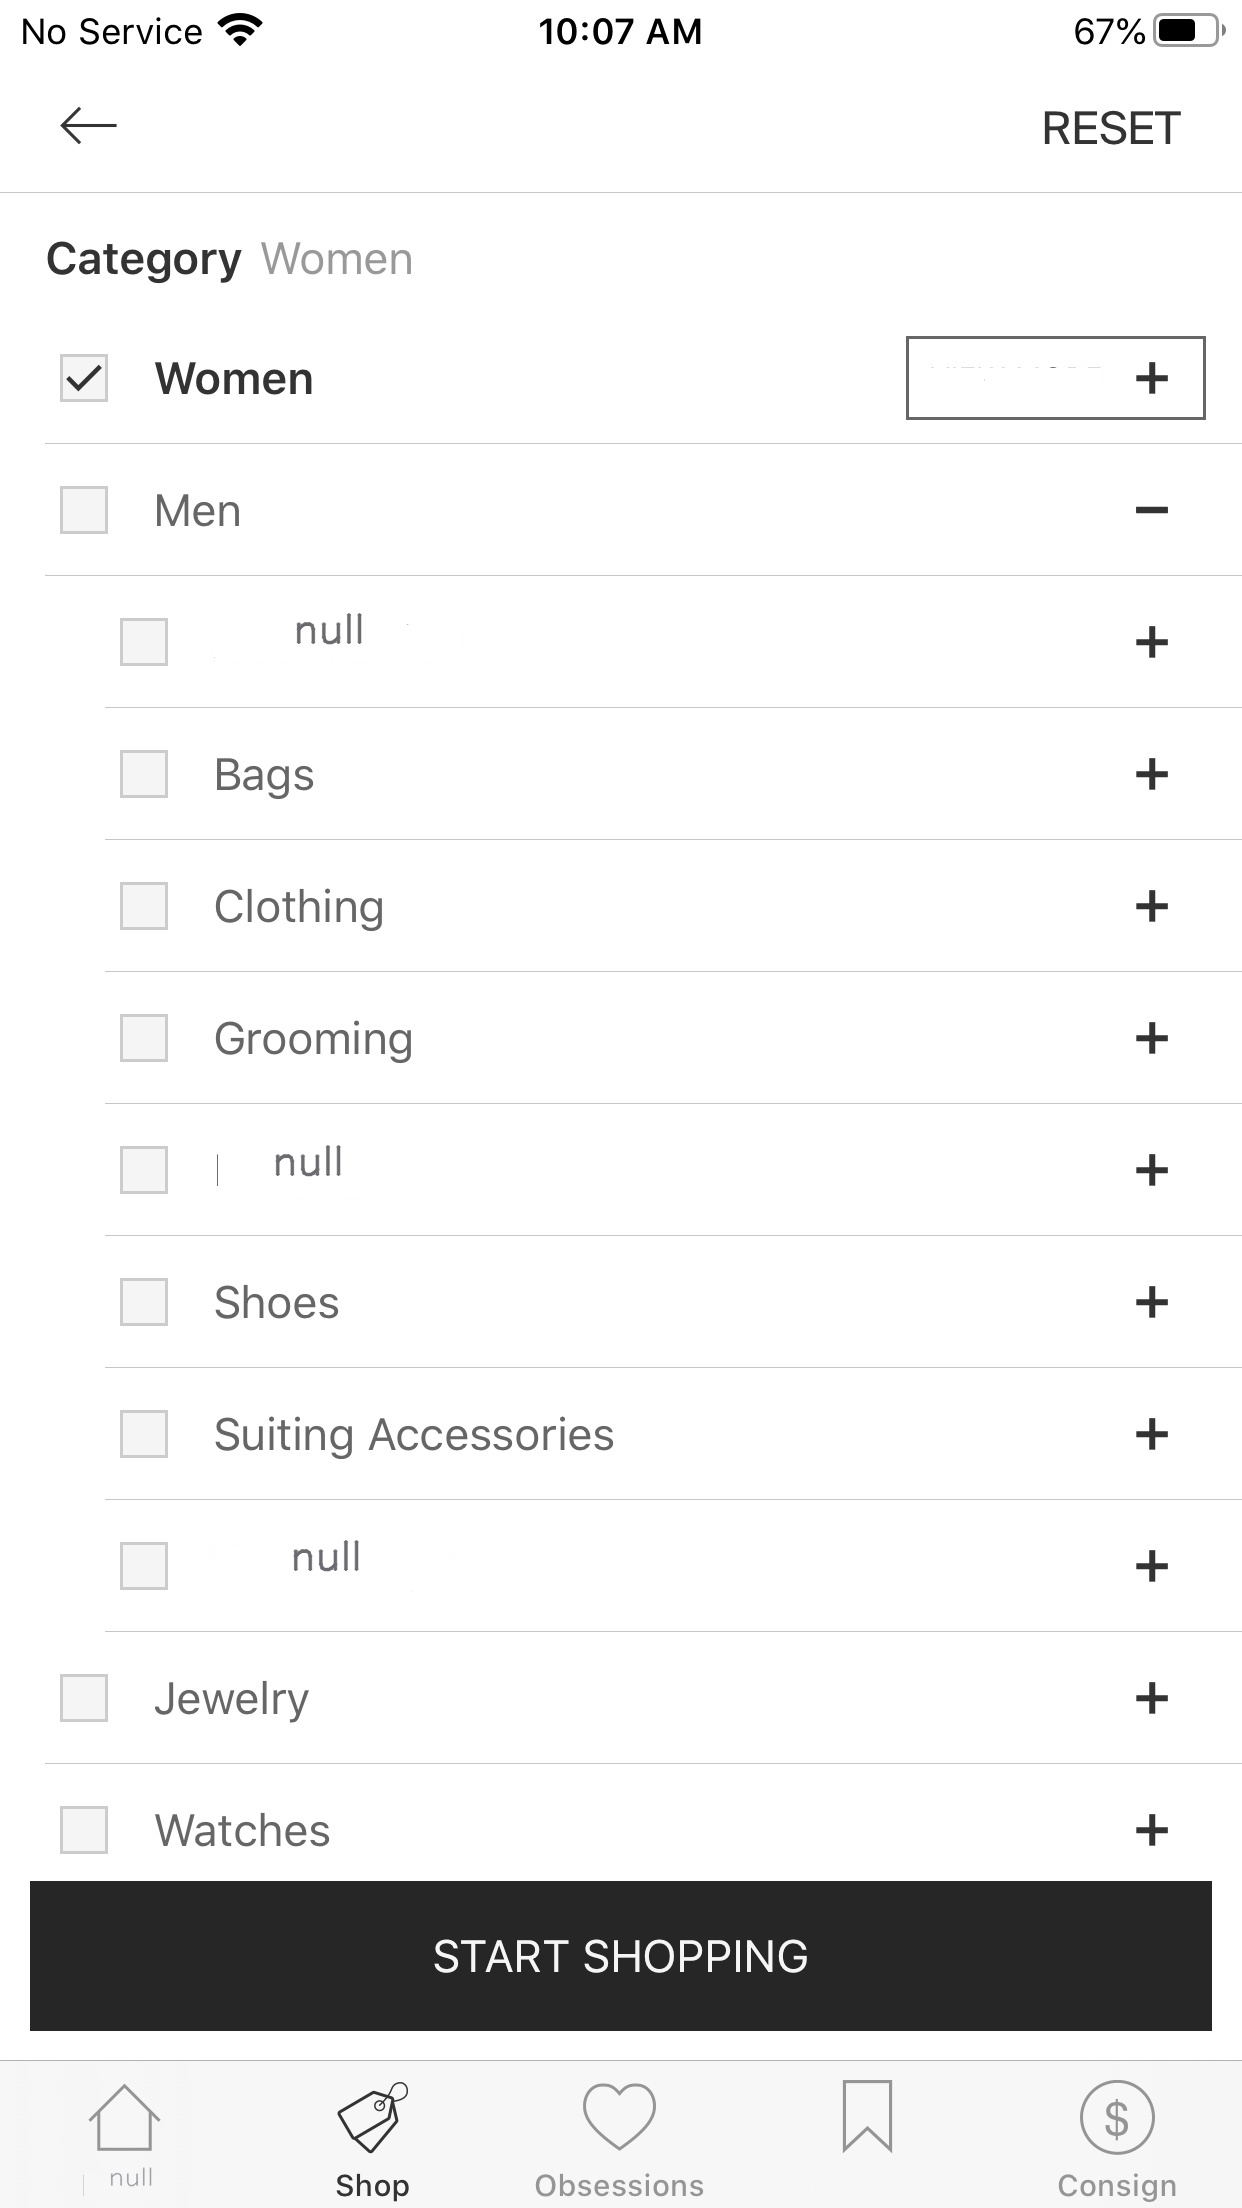 No Service 10:07 AM 67%
RESET
Category Women
Women
Men
null
Bags
Clothing
Grooming
null
Shoes
Suiting Accessories
null
Jewelry
Watches
START SHOPPING
null Shop Obsessions Consign